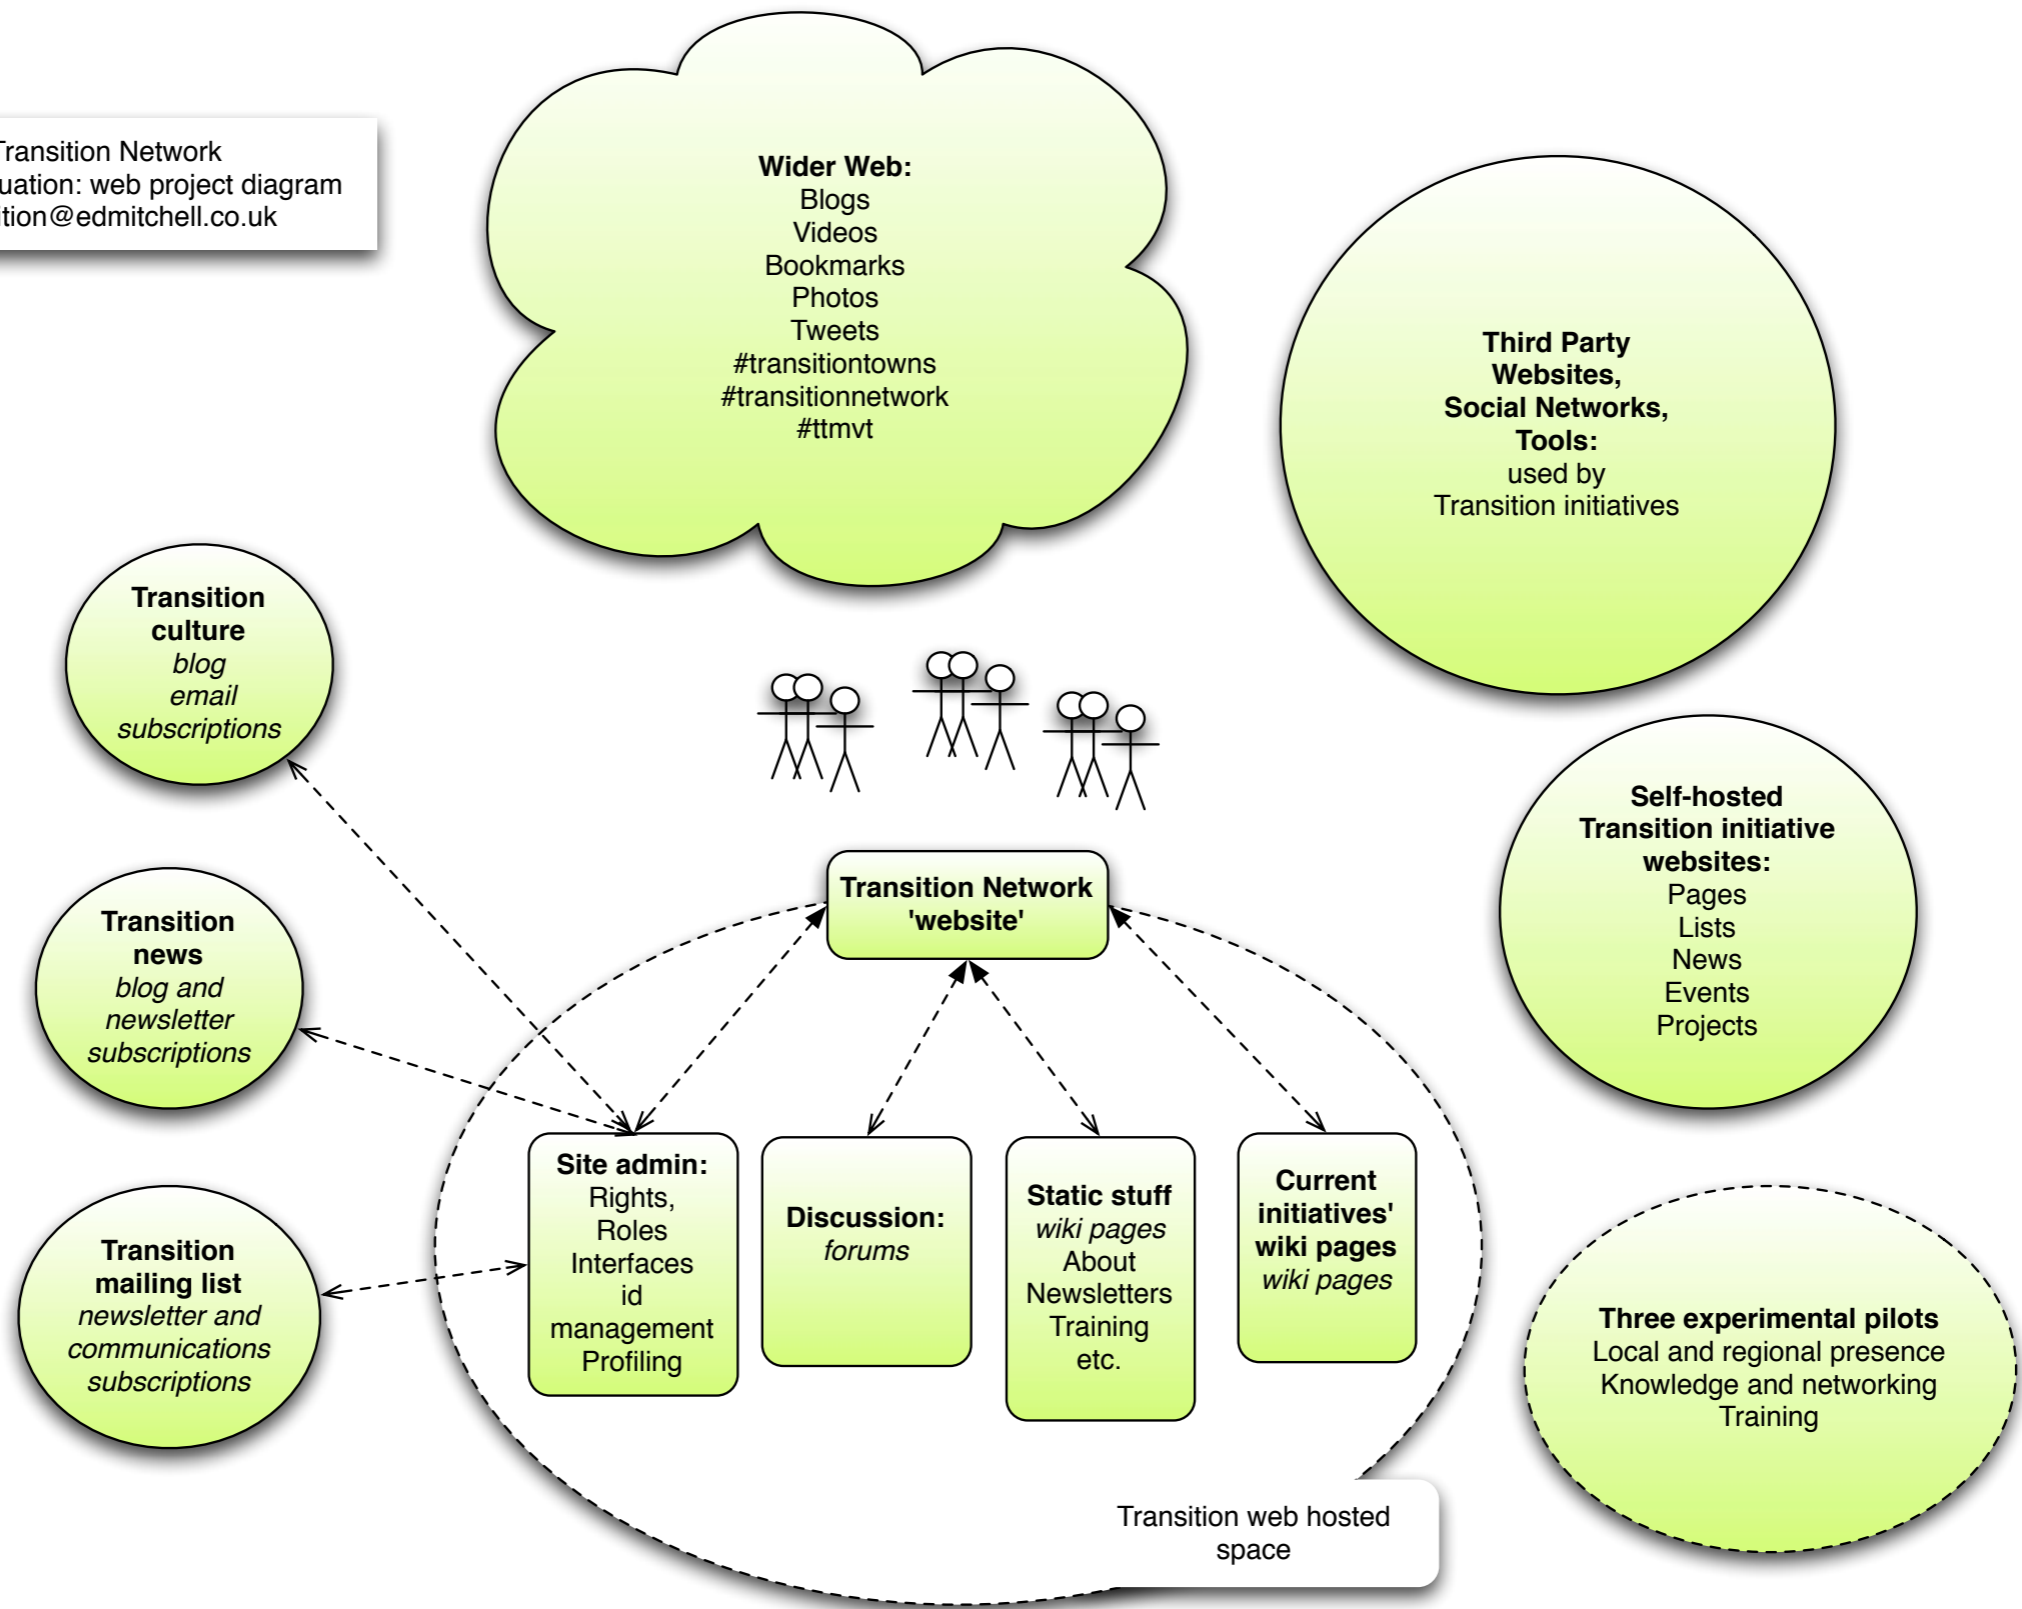 Transition Network
uation: web project diagram
ition@edmitchell.co.uk
Wider Web:
Blogs
Videos
Bookmarks
Photos
Tweets
#transitiontowns
#transitionnetwork
#ttmvt
Third Party
Websites,
Social Networks,
Tools:
used by
Transition initiatives
Transition
culture
blog
email
subscriptions
Self-hosted
Transition initiative
websites:
Pages
Lists
News
Events
Projects
Transition Network
'website'
Transition
news
blog and
newsletter
subscriptions
Site admin:
Rights,
Roles
Interfaces
id
management
Profiling
Discussion:
forums
Static stuff
wiki pages
About
Newsletters
Training
etc.
Current
initiatives'
wiki pages
wiki pages
Transition
mailing list
newsletter and
communications
subscriptions
Three experimental pilots
Local and regional presence
Knowledge and networking
Training
Transition web hosted
space